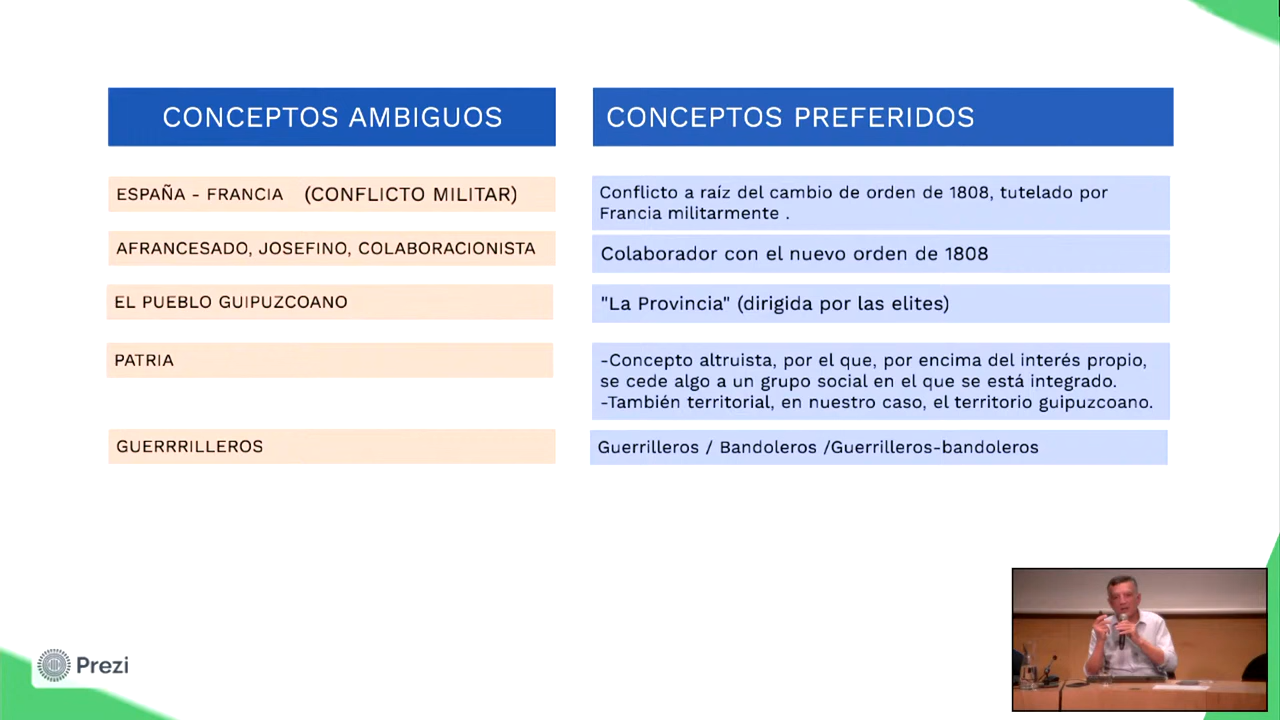 CONCEPTOS AMBIGUOS
CONCEPTOS PREFERIDOS
ESPAÑA - FRANCIA (CONFLICTO MILITAR)
Conflicto a raíz del cambio de orden de 1808, tutelado por
Francia militarmente .
AFRANCESADO, JOSEFINO, COLABORACIONISTA
Colaborador con el nuevo orden de 1808
EL PUEBLO GUIPUZCOANO
"La Provincia" (dirigida por las elites)
PATRIA
-Concepto altruista, por el que, por encima del interés propio,
se cede algo a un grupo social en el que se está integrado.
-También territorial, en nuestro caso, el territorio guipuzcoano.
GUERRRILLEROS
Guerrilleros / Bandoleros /Guerrilleros-bandoleros
Prezi